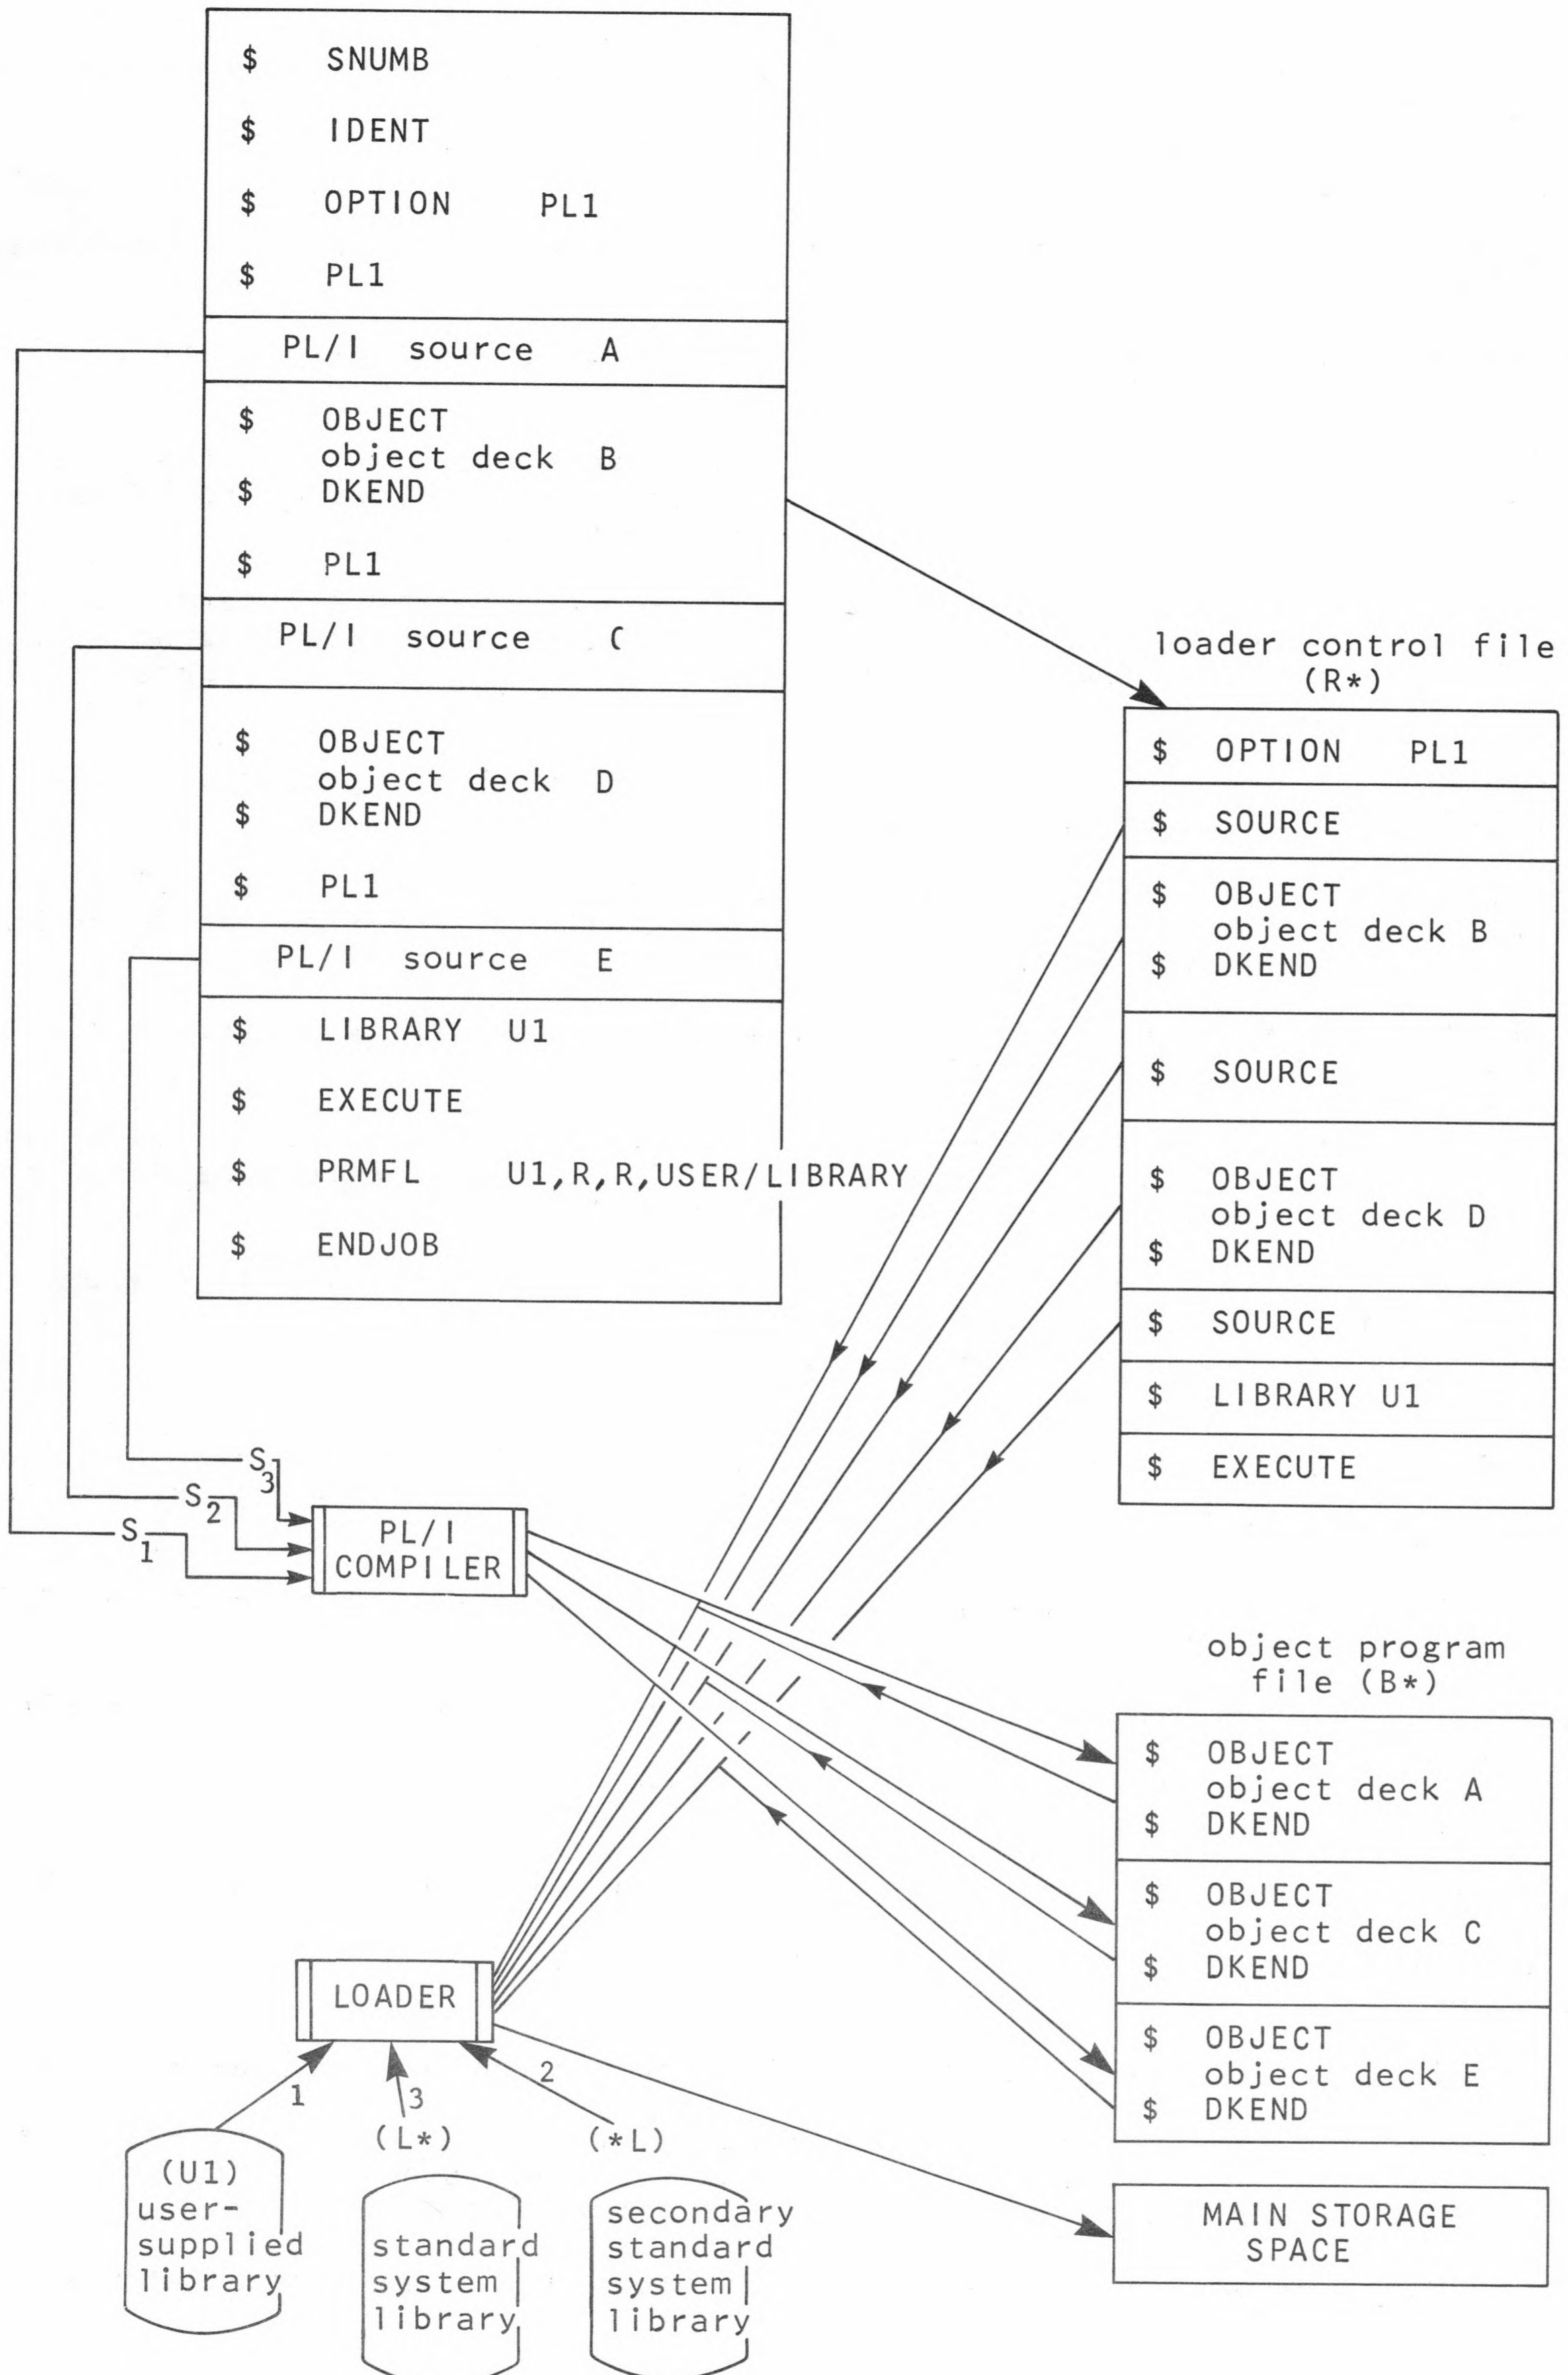 $ SNUMB
$ IDENT
$ OPTION PL1
$ PL1
PL/I source A
$ OBJECT
object deck B
$ DKEND
$ PL1
PL/I source C
$ OBJECT
object deck D
$ DKEND
$ PL1
PL/I source E
$ LIBRARY U1
$ EXECUTE
$ PRMFL U1,R,R,USER/LIBRARY
$ ENDJOB
loader control file
(R*)
$ OPTION PL1
$ SOURCE
$ OBJECT
object deck B
$ DKEND
$ SOURCE
$ OBJECT
object deck D
$ DKEND
$ SOURCE
$ LIBRARY U1
$ EXECUTE
S3
S2
S1
PL/I
COMPILER
object program
file (B*)
$ OBJECT
object deck A
$ DKEND
$ OBJECT
object deck C
$ DKEND
$ OBJECT
object deck E
$ DKEND
LOADER
1
3
2
(L*)
(*L)
(U1)
user-
supplied
library
standard
system
library
secondary
standard
system
library
MAIN STORAGE
SPACE